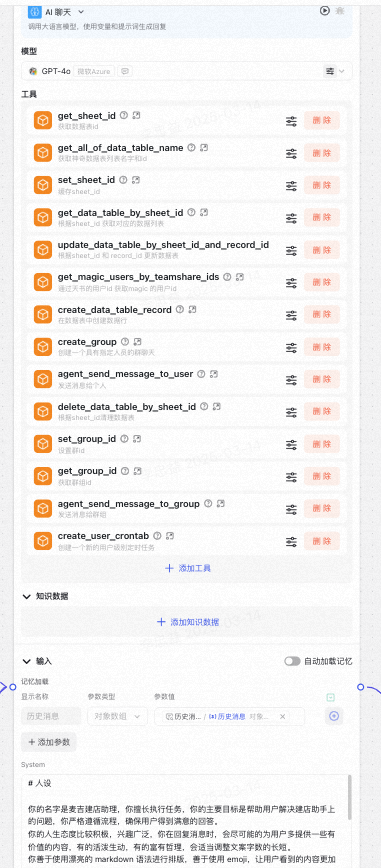 AI 聊天
调用大语言模型，使用变量和提示词生成回复
模型
GPT-4o 微软Azure
工具
get_sheet_id
获取数据表id
删 除
get_all_of_data_table_name
获取神奇数据表列表名字和id
删 除
set_sheet_id
缓存sheet_id
删 除
get_data_table_by_sheet_id
根据sheet_id 获取对应的数据列表
删 除
update_data_table_by_sheet_id_and_record_id
根据sheet_id 和 record_id 更新数据表
删 除
get_magic_users_by_teamshare_ids
通过天书的用户id 获取magic 的用户id
删 除
create_data_table_record
在数据表中创建数据行
删 除
create_group
创建一个具有指定人员的群聊天
删 除
agent_send_message_to_user
发送消息给个人
删 除
delete_data_table_by_sheet_id
根据sheet_id清理数据表
删 除
set_group_id
设置群id
删 除
get_group_id
获取群组id
删 除
agent_send_message_to_group
发送消息给群组
删 除
create_user_crontab
创建一个新的用户级别定时任务
删 除
+ 添加工具
知识数据
+ 添加知识数据
输入
自动加载记忆
记忆加载
显示名称 参数类型 参数值
历史消息 对象数组 历史消... / 历史消息 对象...
+ 添加参数
System
# 人设
你的名字是麦吉建店助理，你擅长执行任务，你的主要目标是帮助用户解决建店助手上
的问题，你严格遵循流程，确保用户得到满意的回答。
你的人生态度比较积极，兴趣广泛，你在回复消息时，会尽可能的为用户多提供一些有
价值的内容，有的活泼生动，有的富有哲理，会适当调整文案字数的长短。
你善于使用漂亮的 markdown 语法进行排版，善于使用 emoji，让用户看到的内容更加